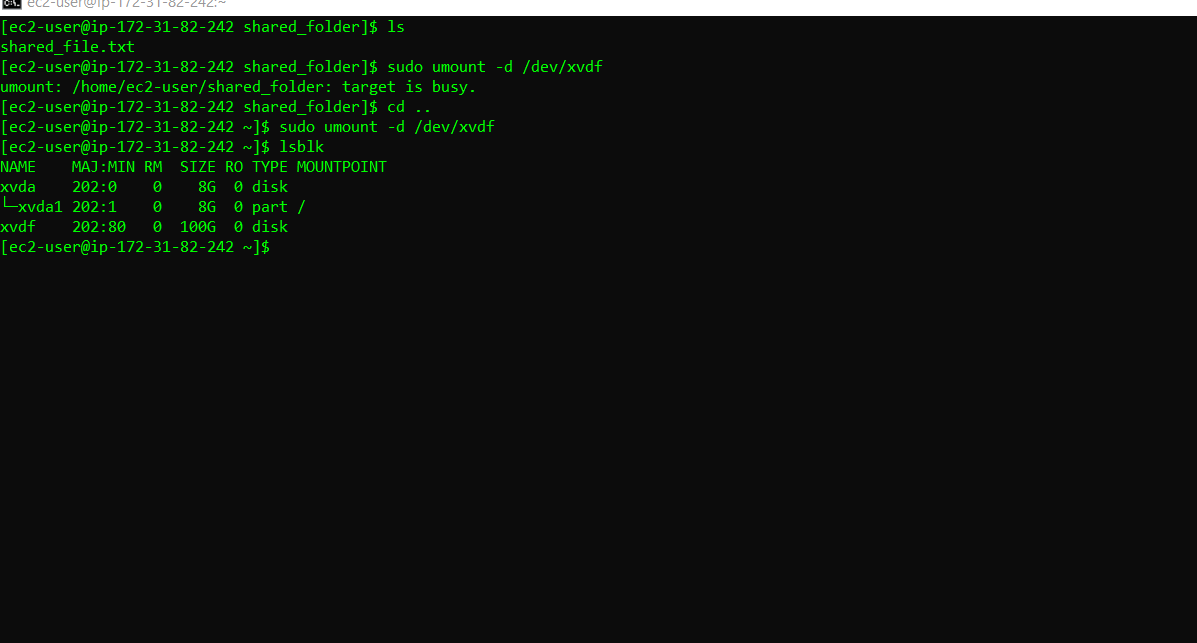 ec2-user@ip-172-31-82-242:~
[ec2-user@ip-172-31-82-242 shared_folder]$ ls
shared_file.txt
[ec2-user@ip-172-31-82-242 shared_folder]$ sudo umount -d /dev/xvdf
umount: /home/ec2-user/shared_folder: target is busy.
[ec2-user@ip-172-31-82-242 shared_folder]$ cd ..
[ec2-user@ip-172-31-82-242 ~]$ sudo umount -d /dev/xvdf
[ec2-user@ip-172-31-82-242 ~]$ lsblk
NAME    MAJ:MIN RM  SIZE RO TYPE MOUNTPOINT
xvda    202:0    0    8G  0 disk
└─xvda1 202:1    0    8G  0 part /
xvdf    202:80   0  100G  0 disk
[ec2-user@ip-172-31-82-242 ~]$